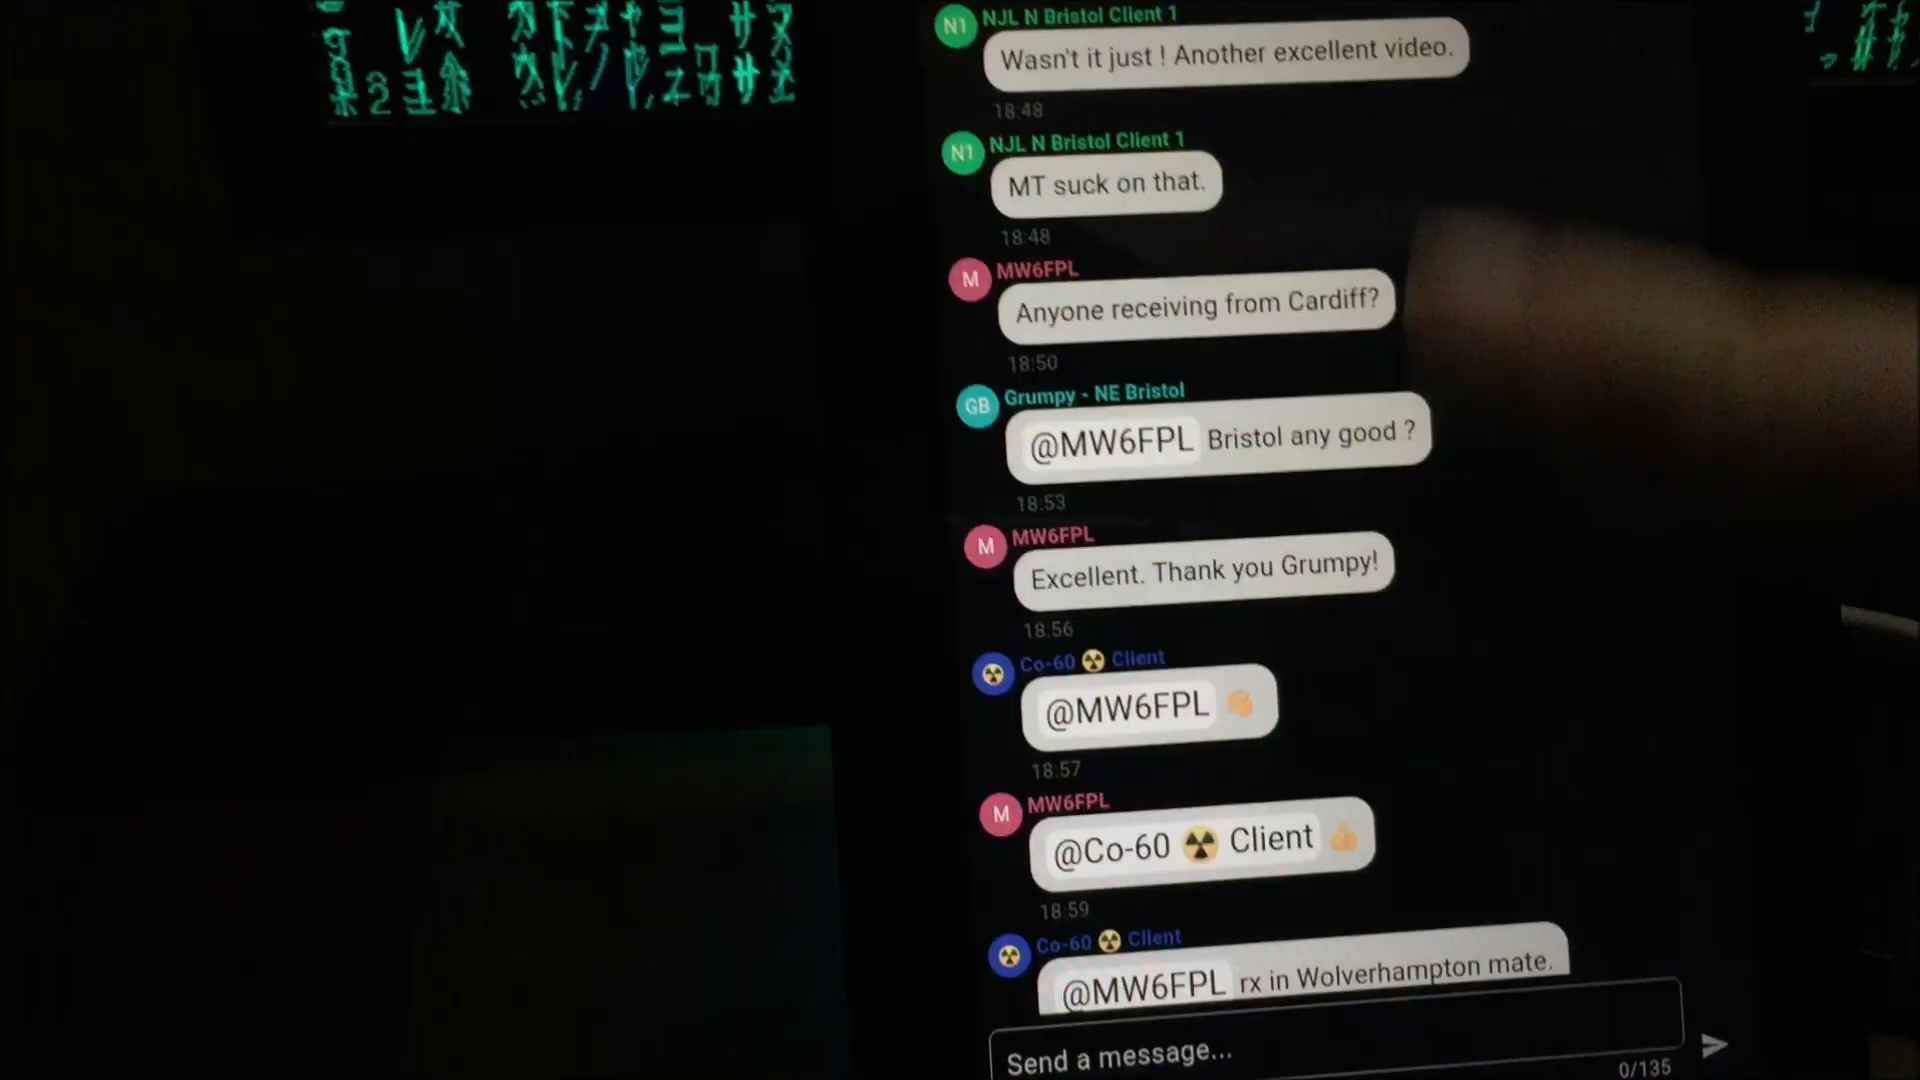 N1 NJL N Bristol Client 1
Wasn't it just ! Another excellent video.
18:48
N1 NJL N Bristol Client 1
MT suck on that.
18:48
M MW6FPL
Anyone receiving from Cardiff?
18:50
GB Grumpy - NE Bristol
@MW6FPL Bristol any good ?
18:53
M MW6FPL
Excellent. Thank you Grumpy!
18:56
Co-60 ☢️ Client
@MW6FPL 👏
18:57
M MW6FPL
@Co-60 ☢️ Client 👍
18:59
Co-60 ☢️ Client
@MW6FPL rx in Wolverhampton mate.
Send a message...
0/135